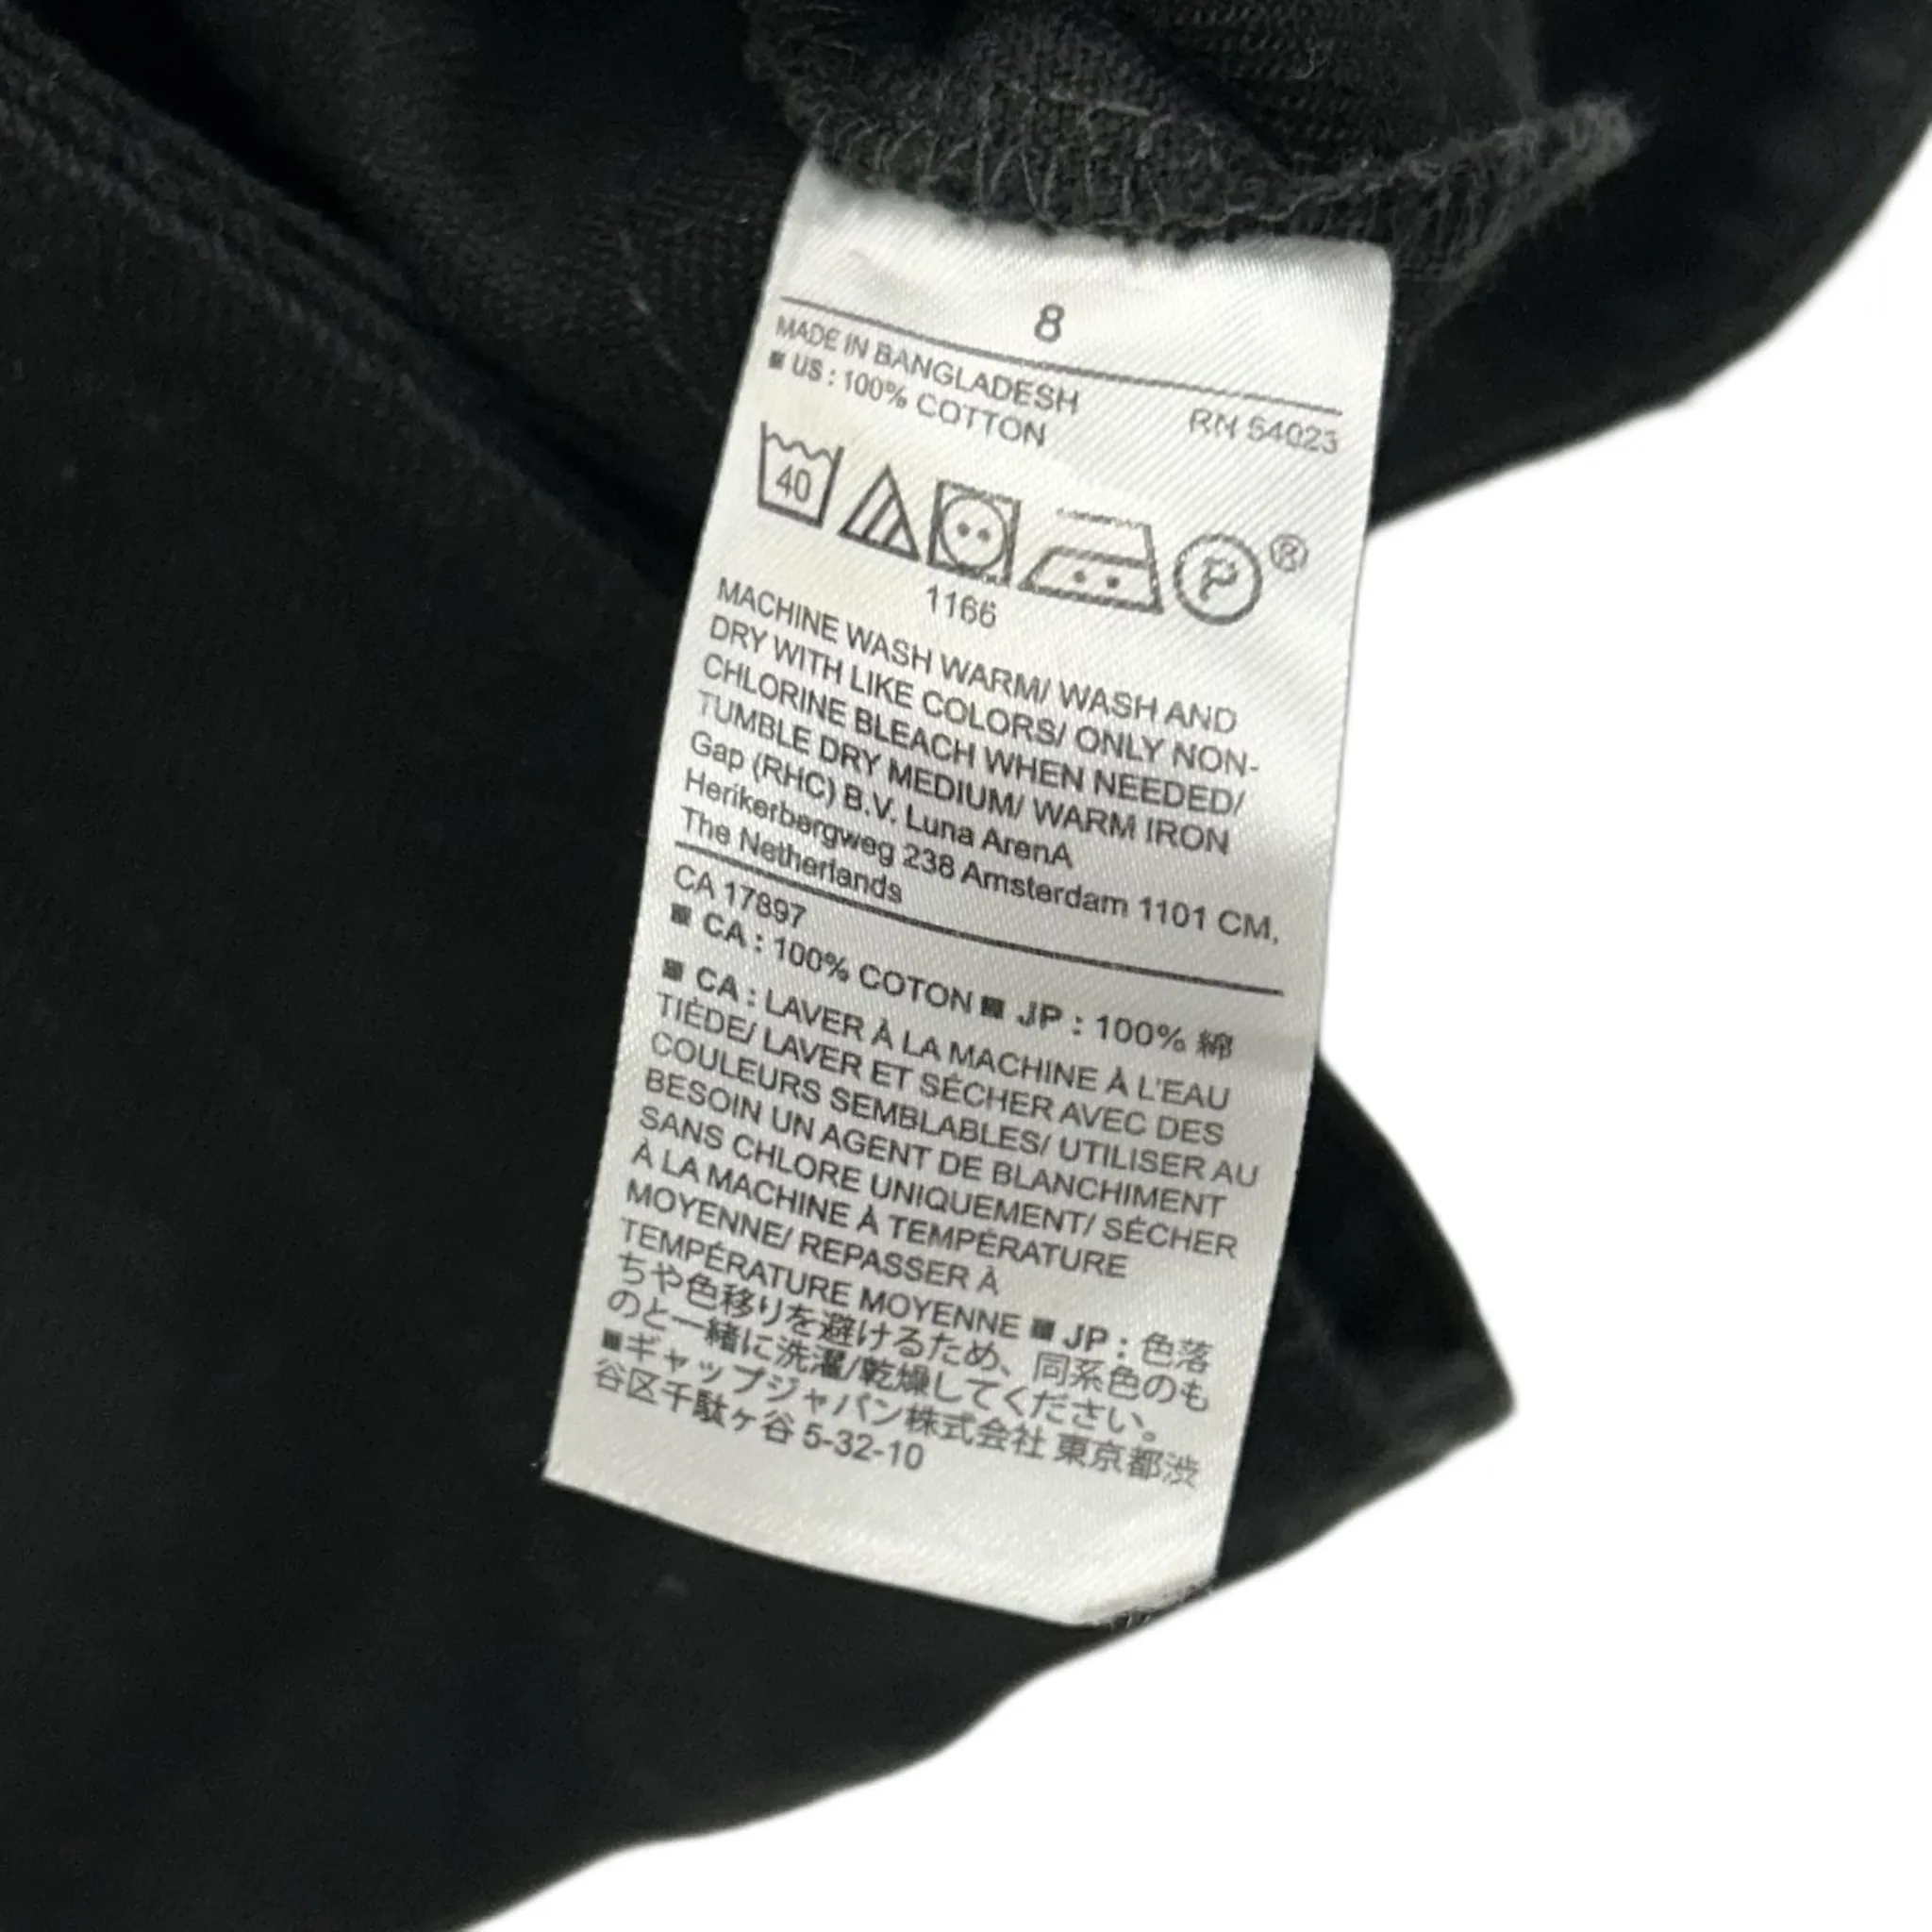 8
MADE IN BANGLADESH
RN 54023
■ US : 100% COTTON
40
P ®
1166
MACHINE WASH WARM/ WASH AND
DRY WITH LIKE COLORS/ ONLY NON-
CHLORINE BLEACH WHEN NEEDED/
TUMBLE DRY MEDIUM/ WARM IRON
Gap (RHC) B.V. Luna ArenA
Herikerbergweg 238 Amsterdam 1101 CM,
The Netherlands
CA 17897
■ CA : 100% COTON ■ JP : 100% 綿
■ CA : LAVER À LA MACHINE À L'EAU
TIÈDE/ LAVER ET SÉCHER AVEC DES
COULEURS SEMBLABLES/ UTILISER AU
BESOIN UN AGENT DE BLANCHIMENT
SANS CHLORE UNIQUEMENT/ SÉCHER
À LA MACHINE À TEMPÉRATURE
MOYENNE/ REPASSER À
TEMPÉRATURE MOYENNE ■ JP : 色落
ちや色移りを避けるため、同系色のも
のと一緒に洗濯/乾燥してください。
■ギャップジャパン株式会社 東京都渋
谷区千駄ヶ谷 5-32-10